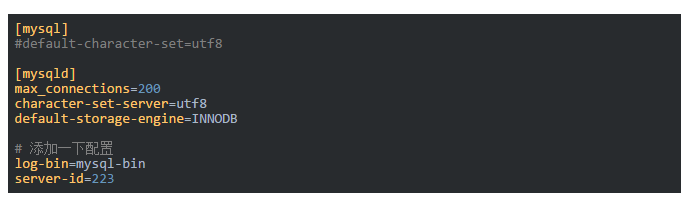 [mysql]
#default-character-set=utf8
[mysqld]
max_connections=200
character-set-server=utf8
default-storage-engine=INNODB
# 添加一下配置
log-bin=mysql-bin
server-id=223